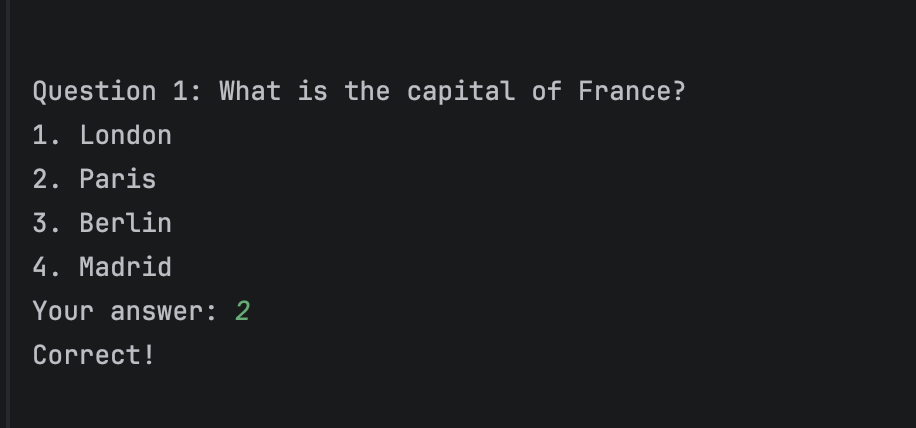 Question 1: What is the capital of France?
1. London
2. Paris
3. Berlin
4. Madrid
Your answer: 2
Correct!